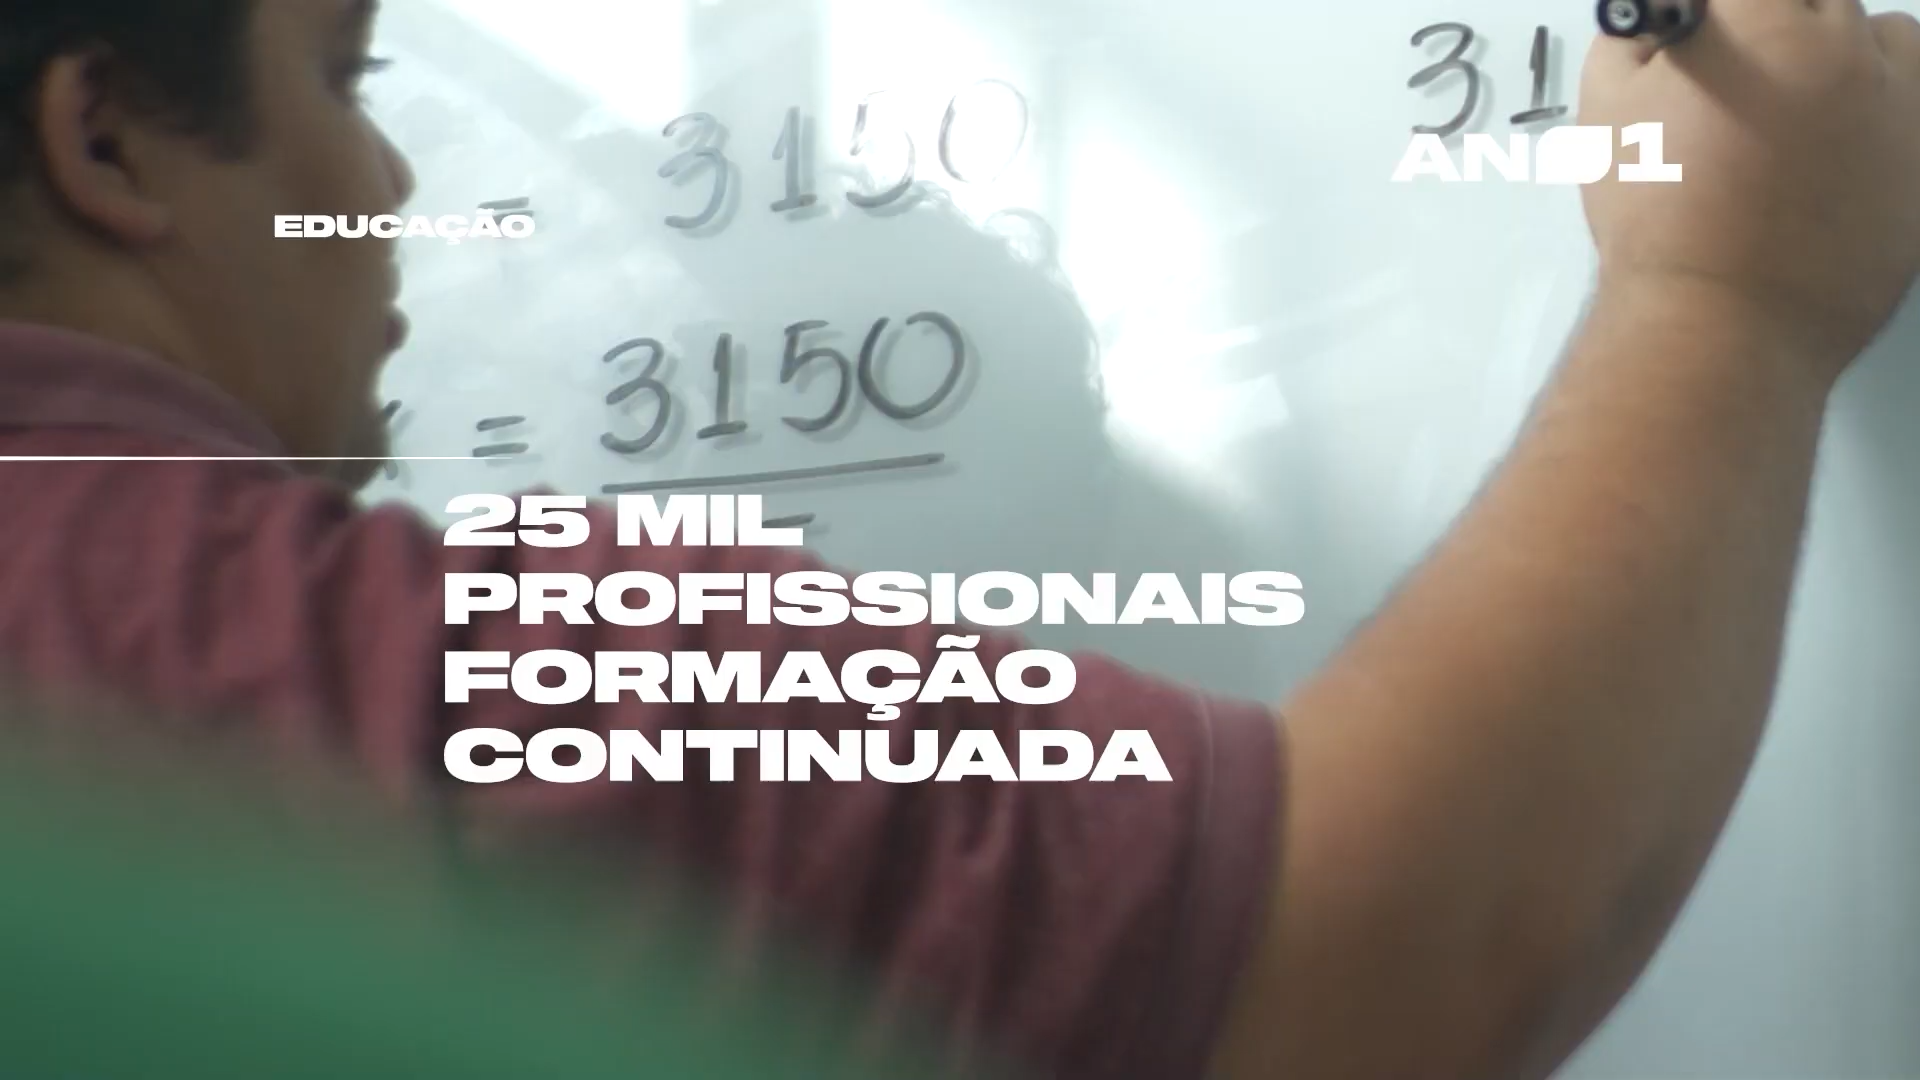 31
= 3150
AN01
EDUCAÇÃO
= 3150
25 MIL
PROFISSIONAIS
FORMAÇÃO
CONTINUADA